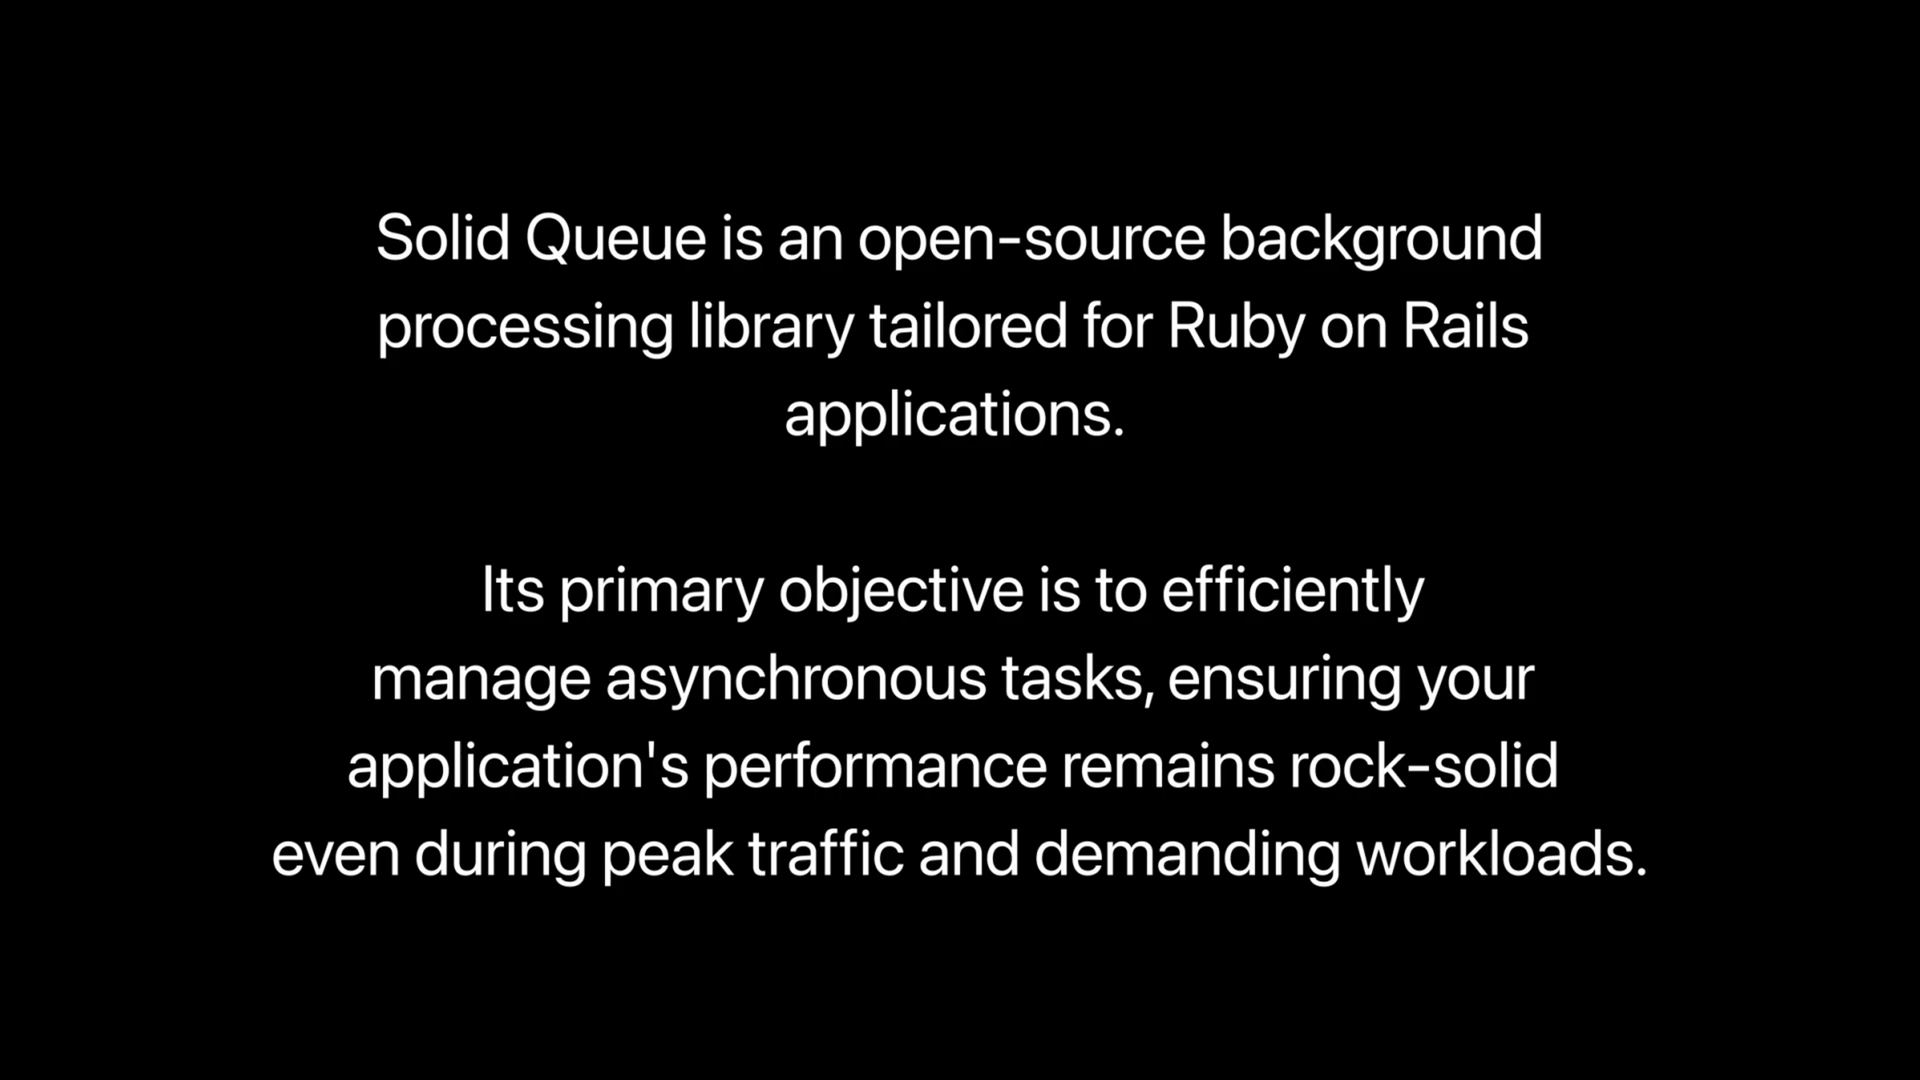 Solid Queue is an open-source background
processing library tailored for Ruby on Rails
applications.
Its primary objective is to efficiently
manage asynchronous tasks, ensuring your
application's performance remains rock-solid
even during peak traffic and demanding workloads.